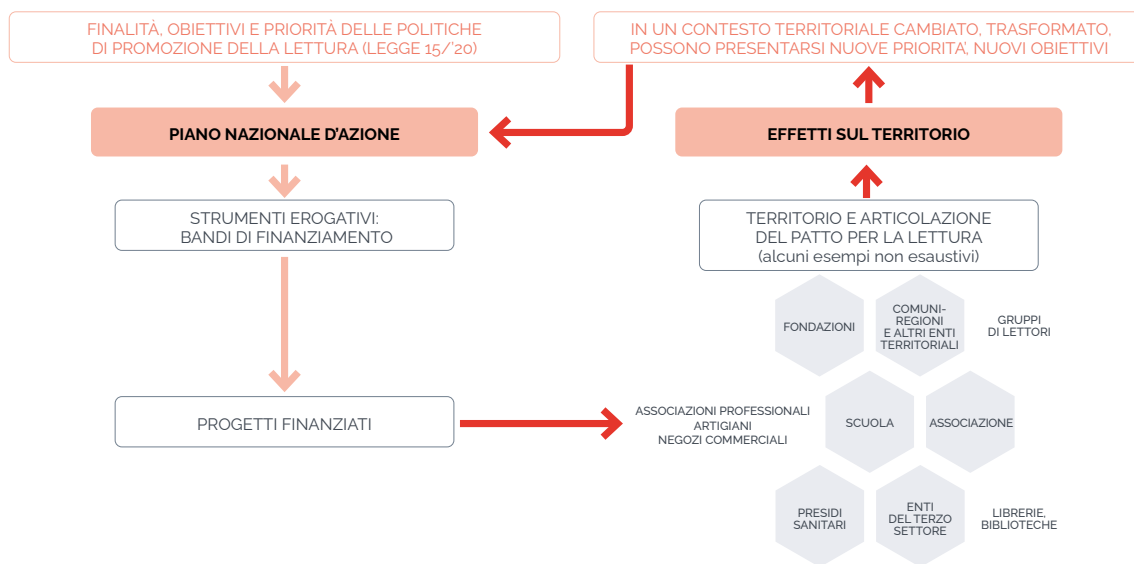 FINALITÀ, OBIETTIVI E PRIORITÀ DELLE POLITICHE
DI PROMOZIONE DELLA LETTURA (LEGGE 15/'20)
IN UN CONTESTO TERRITORIALE CAMBIATO, TRASFORMATO,
POSSONO PRESENTARSI NUOVE PRIORITA', NUOVI OBIETTIVI
PIANO NAZIONALE D'AZIONE
EFFETTI SUL TERRITORIO
STRUMENTI EROGATIVI:
BANDI DI FINANZIAMENTO
TERRITORIO E ARTICOLAZIONE
DEL PATTO PER LA LETTURA
(alcuni esempi non esaustivi)
FONDAZIONI
COMUNI-
REGIONI
E ALTRI ENTI
TERRITORIALI
GRUPPI
DI LETTORI
PROGETTI FINANZIATI
ASSOCIAZIONI PROFESSIONALI
ARTIGIANI
NEGOZI COMMERCIALI
SCUOLA
ASSOCIAZIONE
PRESIDI
SANITARI
ENTI
DEL TERZO
SETTORE
LIBRERIE,
BIBLIOTECHE